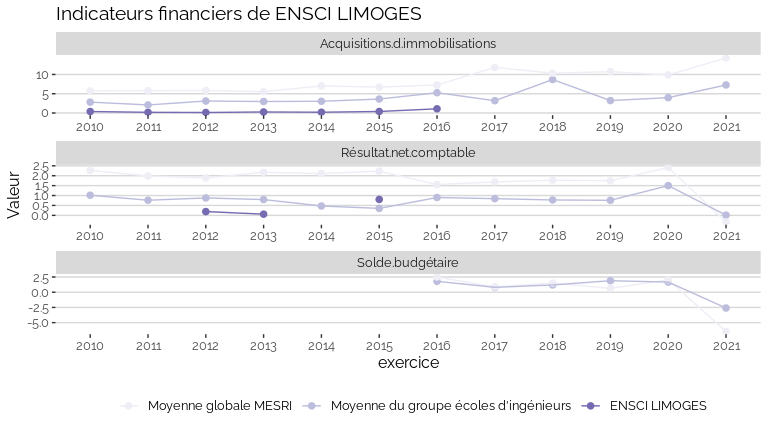 Indicateurs financiers de ENSCI LIMOGES
Acquisitions.d.immobilisations
10
5
0
2010 2011 2012 2013 2014 2015 2016 2017 2018 2019 2020 2021
Résultat.net.comptable
2.5
2.0
1.5
1.0
0.5
0.0
2010 2011 2012 2013 2014 2015 2016 2017 2018 2019 2020 2021
Valeur
Solde.budgétaire
2.5
0.0
−2.5
−5.0
2010 2011 2012 2013 2014 2015 2016 2017 2018 2019 2020 2021
exercice
Moyenne globale MESRI Moyenne du groupe écoles d'ingénieurs ENSCI LIMOGES